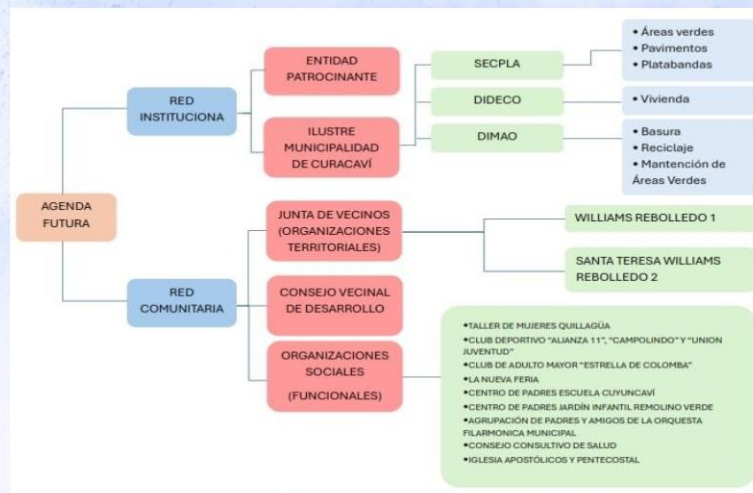 AGENDA
FUTURA
RED
INSTITUCIONA
ENTIDAD
PATROCINANTE
ILUSTRE
MUNICIPALIDAD
DE CURACAVÍ
SECPLA
• Áreas verdes
• Pavimentos
• Platabandas
DIDECO
• Vivienda
DIMAO
• Basura
• Reciclaje
• Mantención de
Áreas Verdes
RED
COMUNITARIA
JUNTA DE VECINOS
(ORGANIZACIONES
TERRITORIALES)
WILLIAMS REBOLLEDO 1
SANTA TERESA WILLIAMS
REBOLLEDO 2
CONSEJO VECINAL
DE DESARROLLO
ORGANIZACIONES
SOCIALES
(FUNCIONALES)
•TALLER DE MUJERES QUILLAGÜA
•CLUB DEPORTIVO "ALIANZA 11", "CAMPOLINDO" Y "UNION
JUVENTUD"
•CLUB DE ADULTO MAYOR "ESTRELLA DE COLOMBA"
•LA NUEVA FERIA
•CENTRO DE PADRES ESCUELA CUYUNCAVÍ
•CENTRO DE PADRES JARDÍN INFANTIL REMOLINO VERDE
•AGRUPACIÓN DE PADRES Y AMIGOS DE LA ORQUESTA
FILARMONICA MUNICIPAL
•CONSEJO CONSULTIVO DE SALUD
•IGLESIA APOSTÓLICOS Y PENTECOSTAL